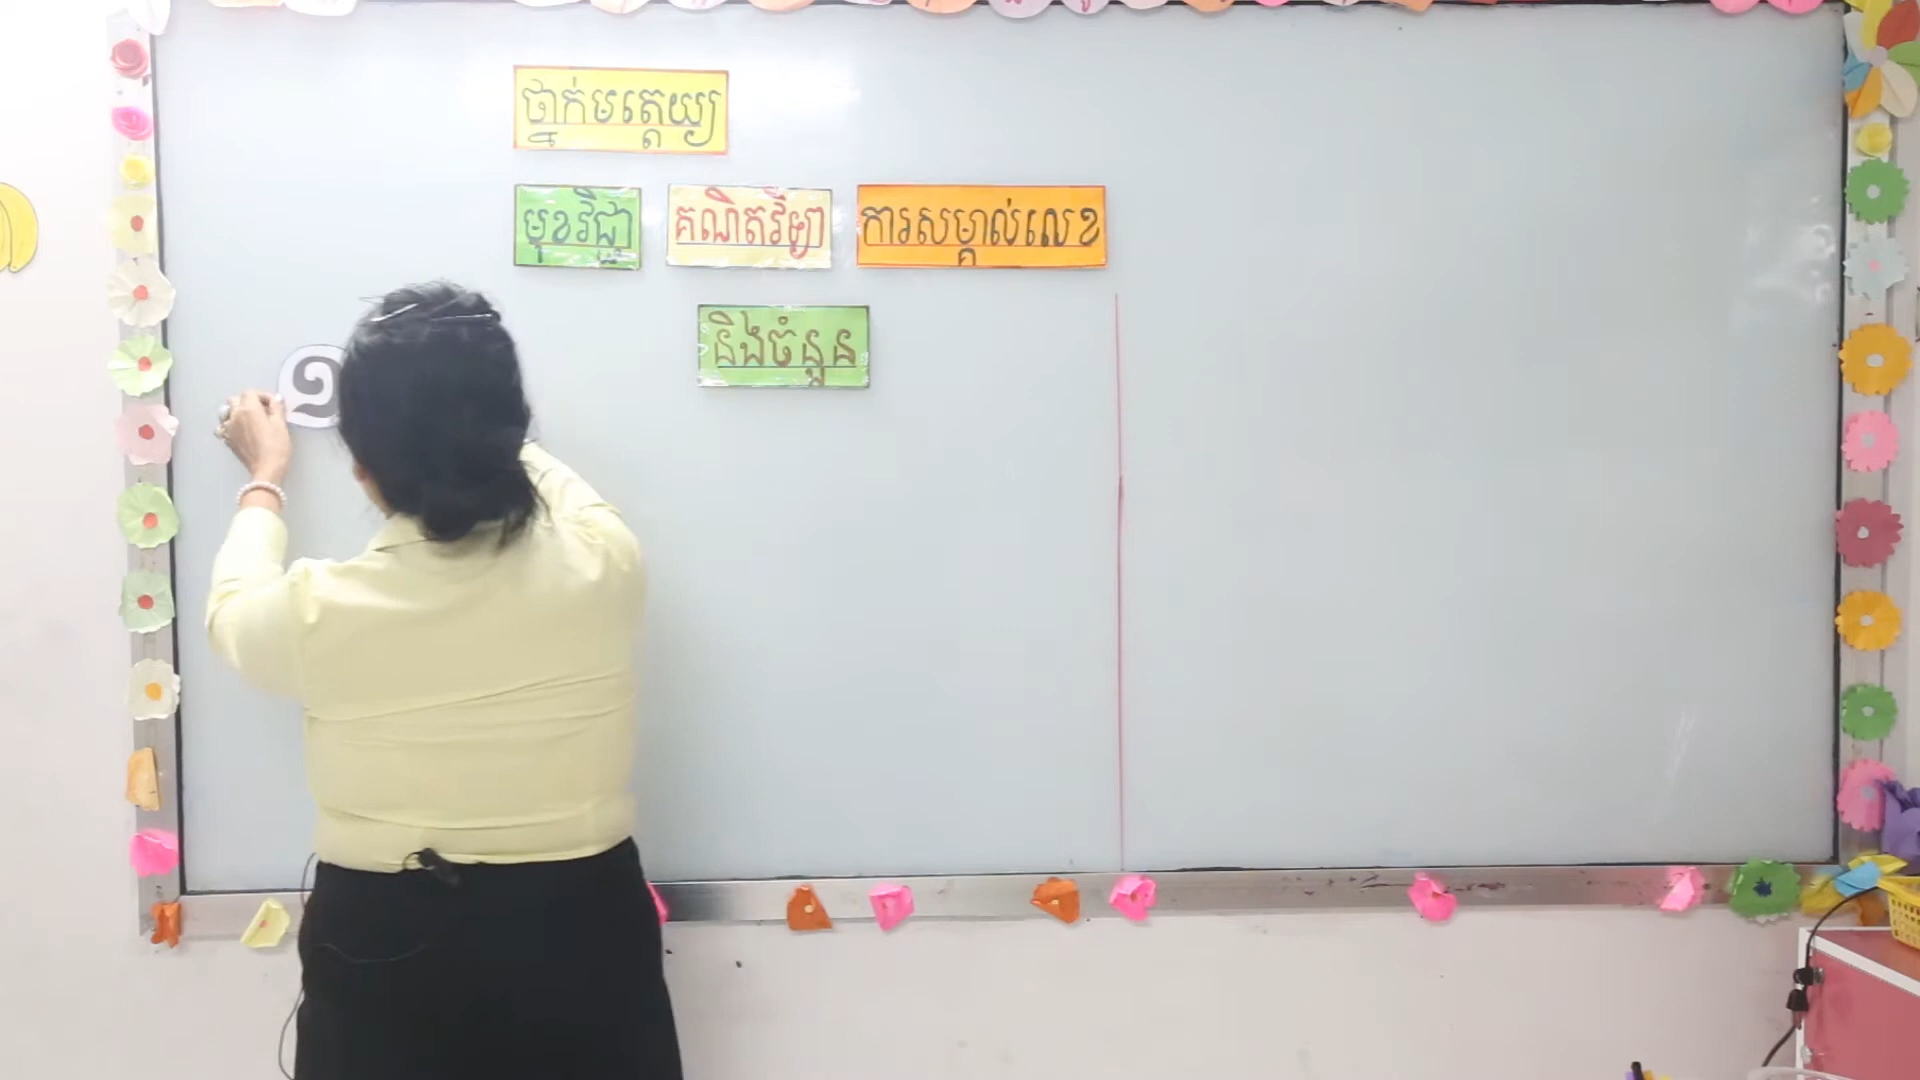 ថ្នាក់មត្តេយ្យ
មុខវិជ្ជា គណិតវិទ្យា ការសម្គាល់លេខ
និងចំនួន
១